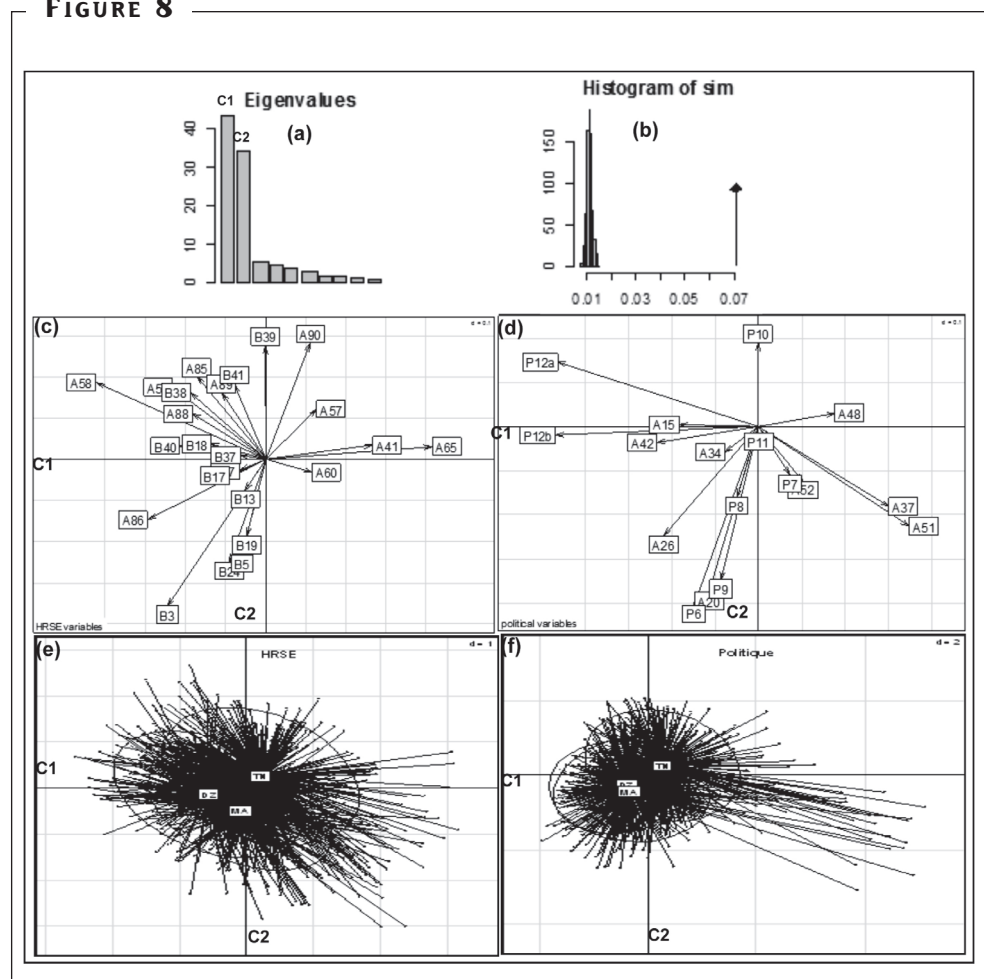 FIGURE 8
C1 Eigenvalues
(a)
C2
40
30
20
10
0
Histogram of sim
(b)
150
100
50
0
0.01 0.03 0.05 0.07
(c)
B39
A90
A85
B41
A58
B38
A88
A57
B40
B18
B37
A41
A65
C1
B17
A60
B13
A86
B19
B5
B3
C2
HRSE variables
(d)
P10
P12a
A48
A15
C1
P12b
A42
P11
A34
P7
P8
A37
A51
A26
P9
A20
P6
C2
political variables
(e)
HRSE
d = 1
C1
TN
DZ
MA
C2
(f)
Politique
d = 2
C1
TN
MA
C2